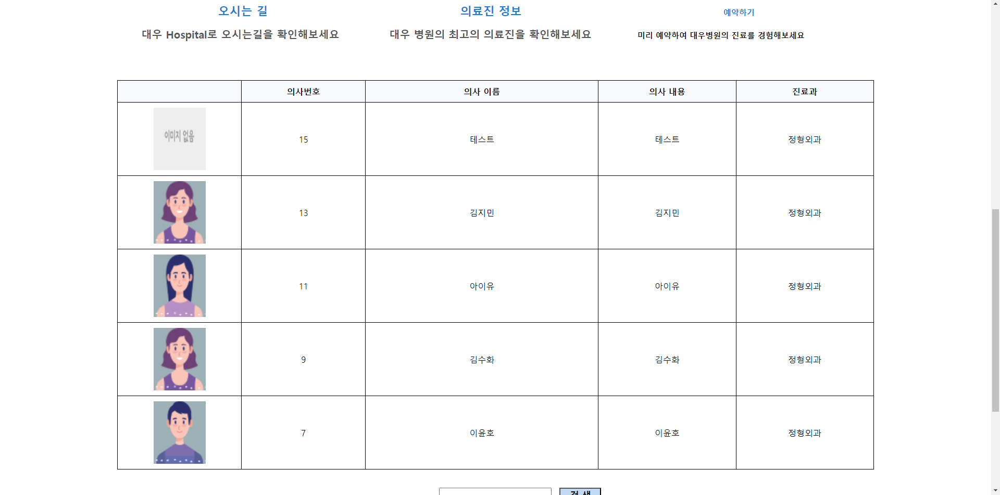 오시는 길 의료진 정보 예약하기
대우 Hospital로 오시는길을 확인해보세요 대우 병원의 최고의 의료진을 확인해보세요 미리 예약하여 대우병원의 진료를 경험해보세요
의사번호 의사 이름 의사 내용 진료과
이미지 없음 15 테스트 테스트 정형외과
13 김지민 김지민 정형외과
11 아이유 아이유 정형외과
9 김수화 김수화 정형외과
7 이윤호 이윤호 정형외과
검 색